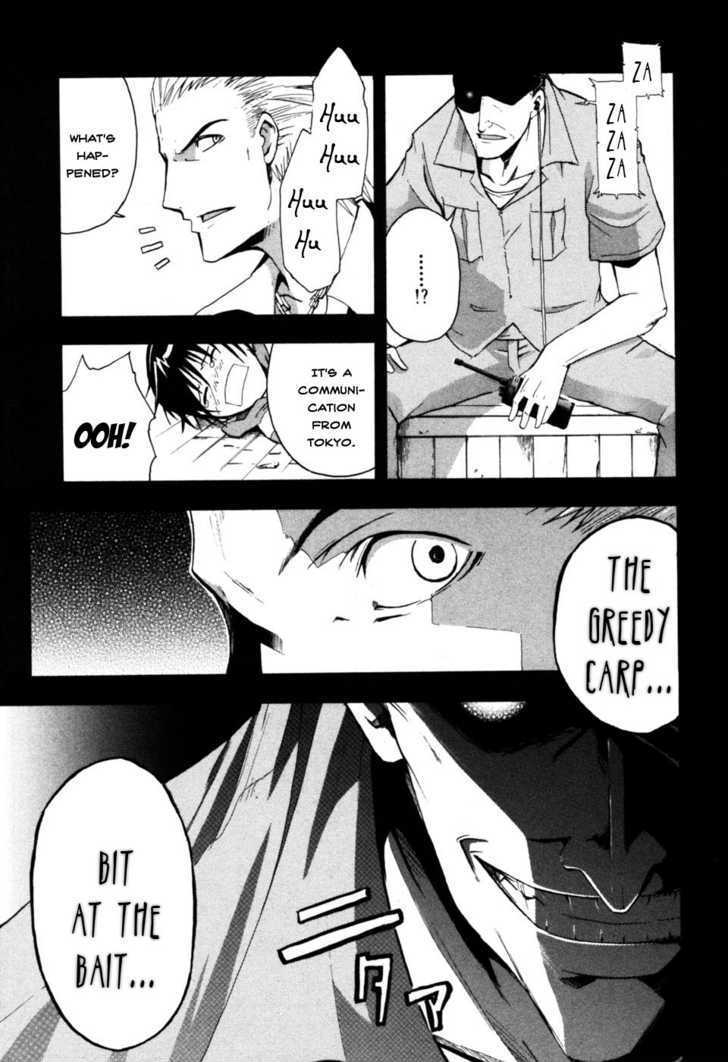 ZA
ZA
ZA
ZA
......
!?
Huu
Huu
Huu
Hu
WHAT'S
HAP-
PENED?
IT'S A
COMMUNI-
CATION
FROM
TOKYO.
OOH!
THE
GREEDY
CARP...
BIT
AT THE
BAIT...
ニタァ